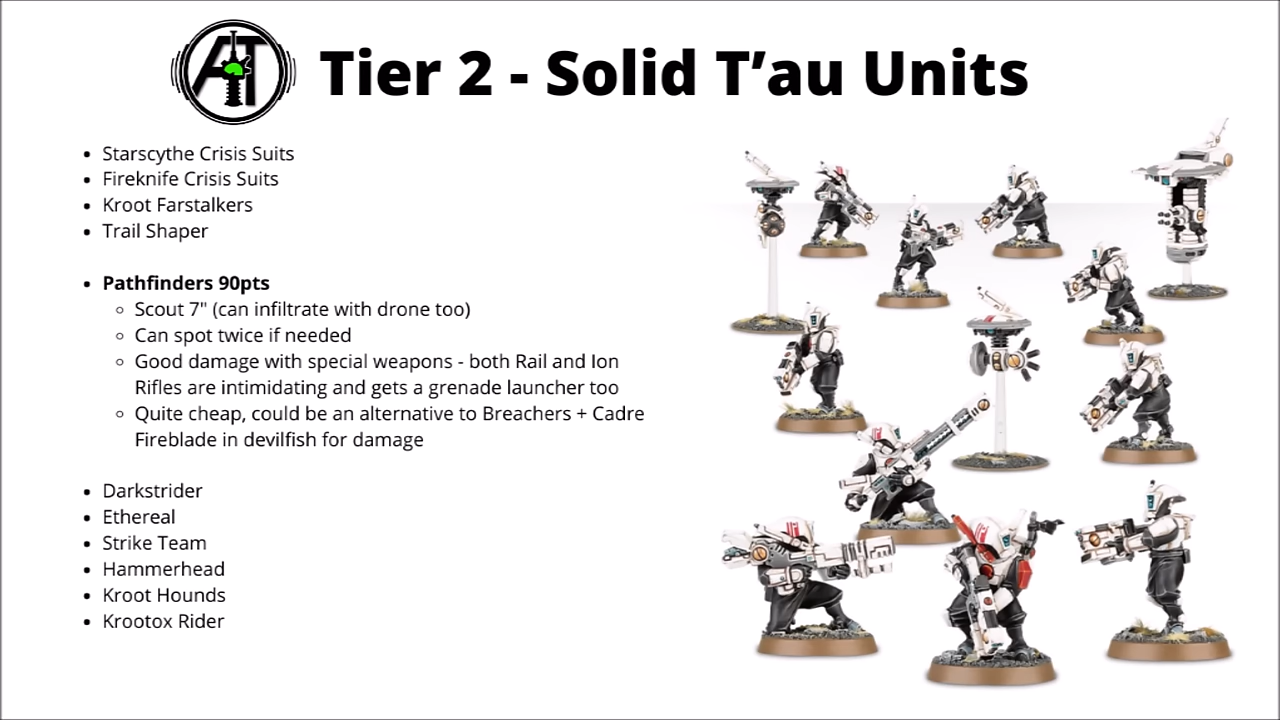 AT
Tier 2 - Solid T’au Units
• Starscythe Crisis Suits
• Fireknife Crisis Suits
• Kroot Farstalkers
• Trail Shaper
• Pathfinders 90pts
◦ Scout 7" (can infiltrate with drone too)
◦ Can spot twice if needed
◦ Good damage with special weapons - both Rail and Ion
Rifles are intimidating and gets a grenade launcher too
◦ Quite cheap, could be an alternative to Breachers + Cadre
Fireblade in devilfish for damage
• Darkstrider
• Ethereal
• Strike Team
• Hammerhead
• Kroot Hounds
• Krootox Rider